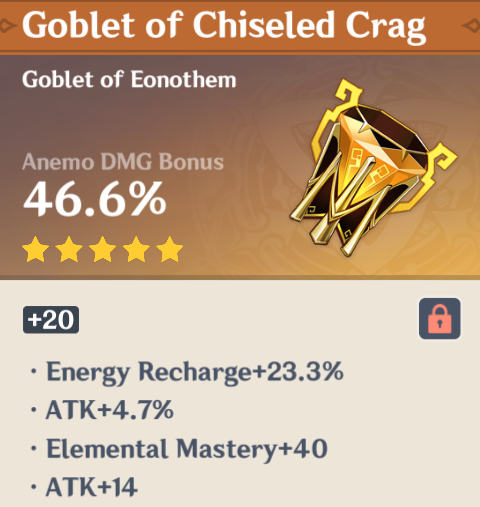 Goblet of Chiseled Crag
Goblet of Eonothem
Anemo DMG Bonus
46.6%
+20
· Energy Recharge+23.3%
· ATK+4.7%
· Elemental Mastery+40
· ATK+14